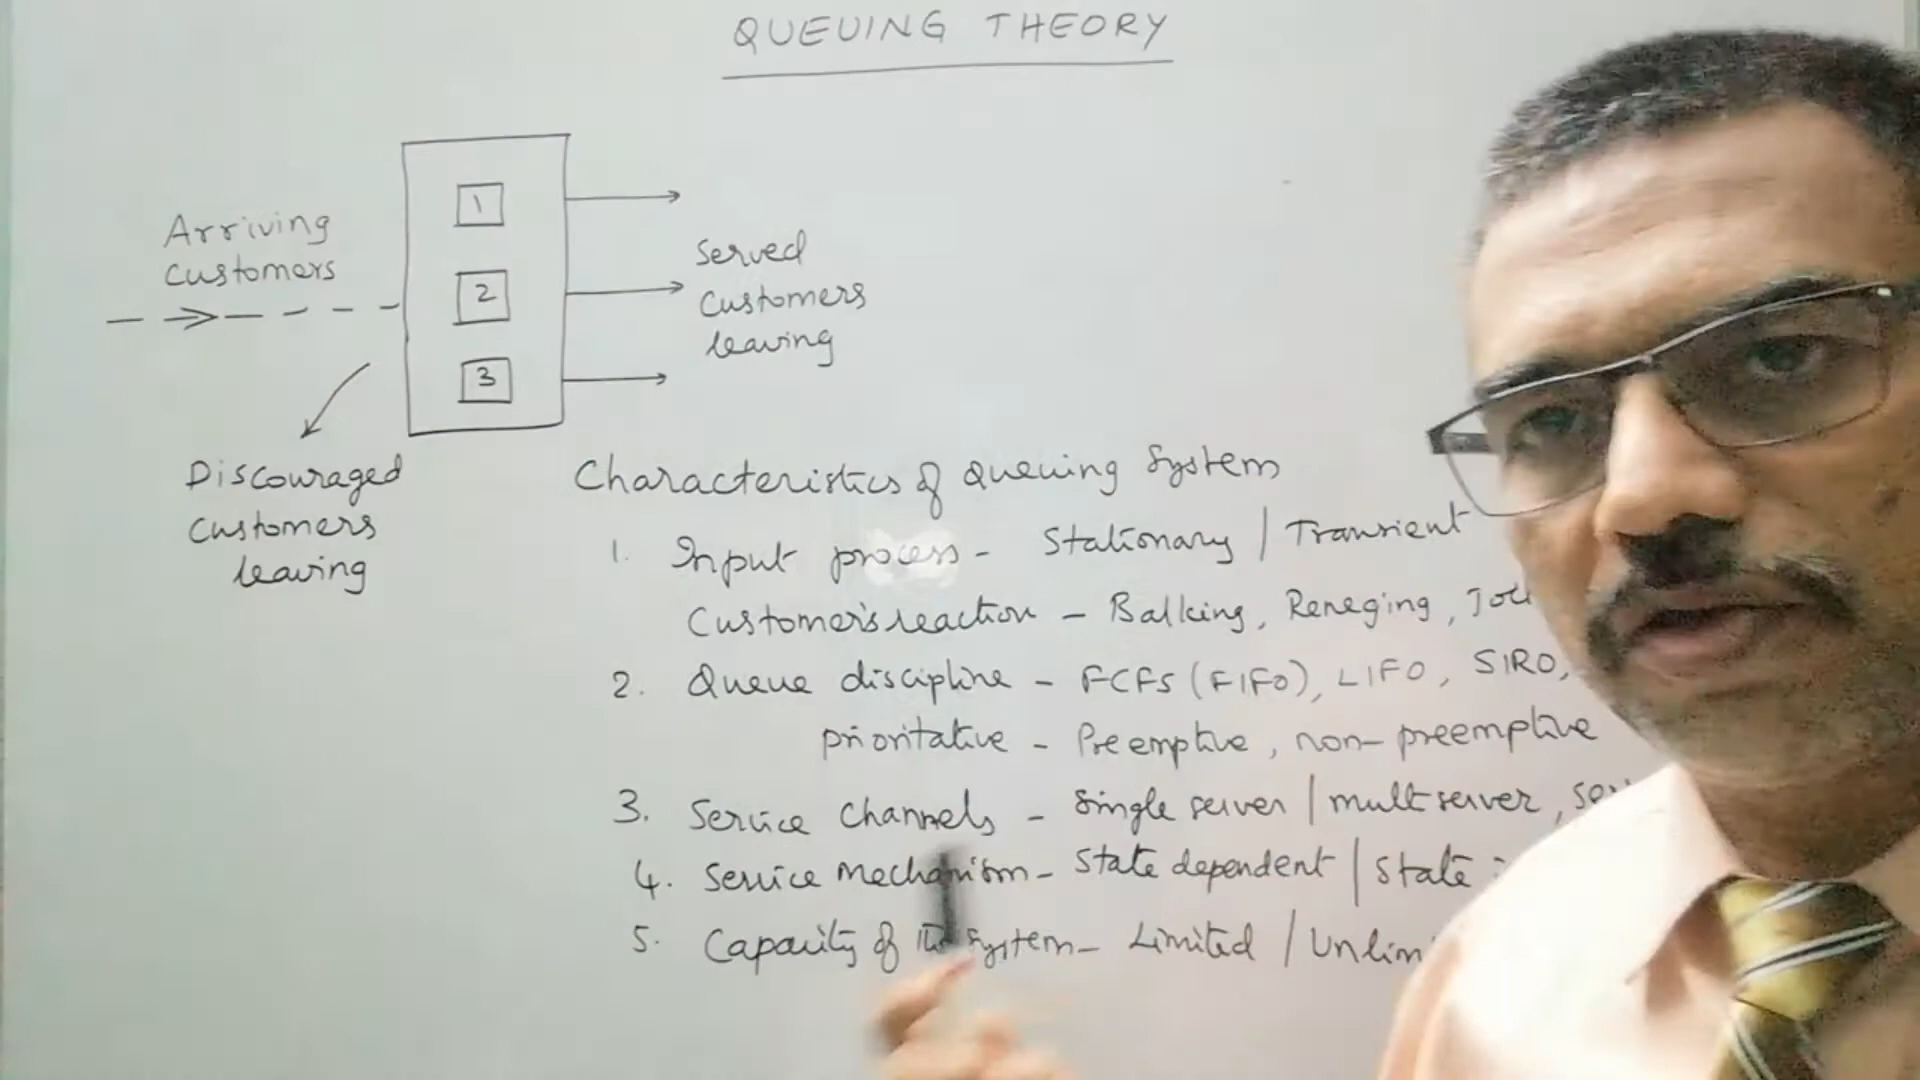 QUEUING THEORY
Arriving
Customers
1
2
3
Served
Customers
leaving
Discouraged
Customers
leaving
Characteristics of Queuing System
1. Input process - Stationary / Transient
Customer's reaction - Balking, Reneging,
2. Queue discipline - FCFS (FIFO), LIFO, SIRO,
prioritative - Preemptive, non-preemptive
3. Service Channels - Single server / multi server,
4. Service Mechanism - State dependent / State
5. Capacity of the System - Limited /